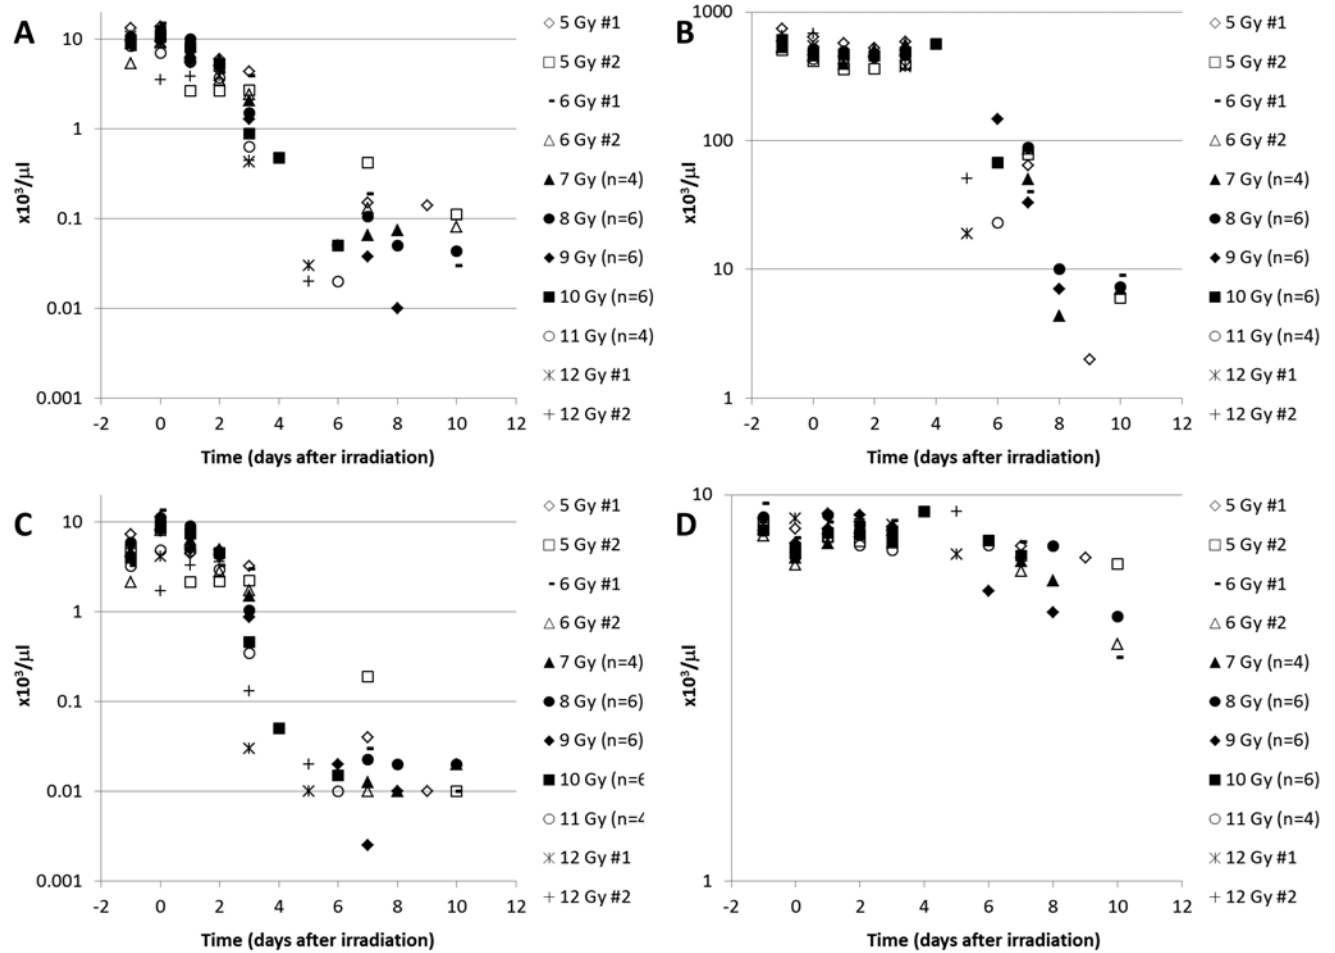 A
10
1
0.1
0.01
0.001
x10³/µl
-2 0 2 4 6 8 10 12
Time (days after irradiation)
5 Gy #1
5 Gy #2
6 Gy #1
6 Gy #2
7 Gy (n=4)
8 Gy (n=6)
9 Gy (n=6)
10 Gy (n=6)
11 Gy (n=4)
12 Gy #1
12 Gy #2
B
1000
100
10
1
x10³/µl
-2 0 2 4 6 8 10 12
Time (days after irradiation)
5 Gy #1
5 Gy #2
6 Gy #1
6 Gy #2
7 Gy (n=4)
8 Gy (n=6)
9 Gy (n=6)
10 Gy (n=6)
11 Gy (n=4)
12 Gy #1
12 Gy #2
C
10
1
0.1
0.01
0.001
x10³/µl
-2 0 2 4 6 8 10 12
Time (days after irradiation)
5 Gy #1
5 Gy #2
6 Gy #1
6 Gy #2
7 Gy (n=4)
8 Gy (n=6)
9 Gy (n=6)
10 Gy (n=6
11 Gy (n=4
12 Gy #1
12 Gy #2
D
10
1
x10³/µl
-2 0 2 4 6 8 10 12
Time (days after irradiation)
5 Gy #1
5 Gy #2
6 Gy #1
6 Gy #2
7 Gy (n=4)
8 Gy (n=6)
9 Gy (n=6)
10 Gy (n=6)
11 Gy (n=4)
12 Gy #1
12 Gy #2